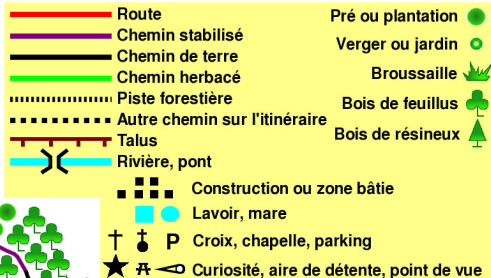 Route
Chemin stabilisé
Chemin de terre
Chemin herbacé
Piste forestière
Autre chemin sur l'itinéraire
Talus
Rivière, pont
Pré ou plantation
Verger ou jardin
Broussaille
Bois de feuillus
Bois de résineux
Construction ou zone bâtie
Lavoir, mare
P Croix, chapelle, parking
Curiosité, aire de détente, point de vue